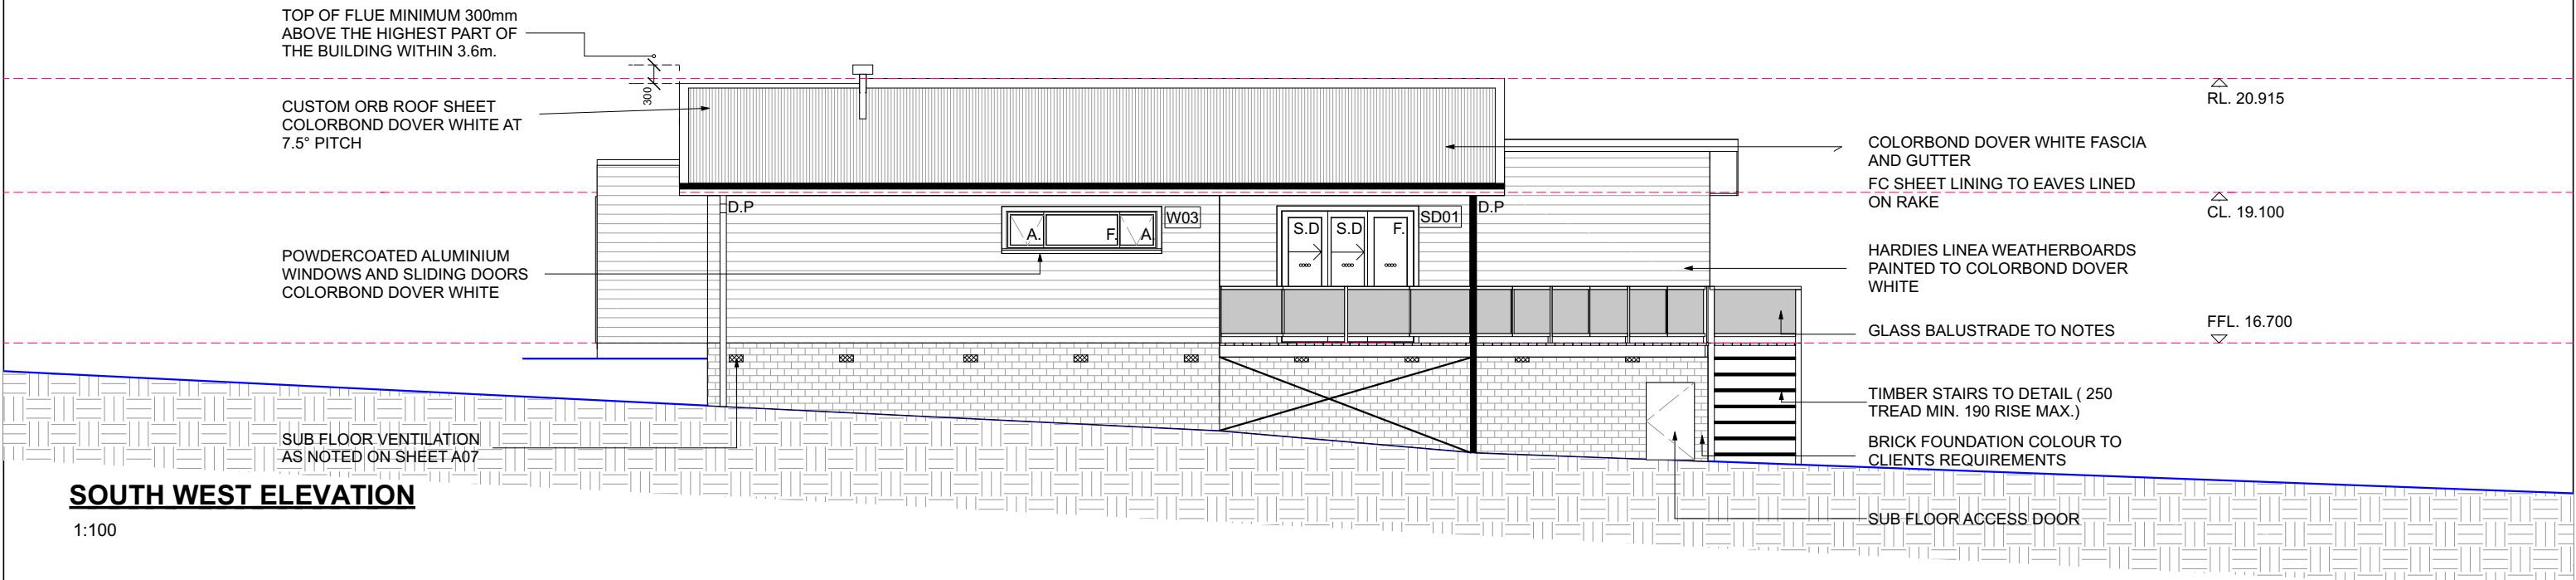 TOP OF FLUE MINIMUM 300mm
ABOVE THE HIGHEST PART OF
THE BUILDING WITHIN 3.6m.
300
CUSTOM ORB ROOF SHEET
COLORBOND DOVER WHITE AT
7.5° PITCH
POWDERCOATED ALUMINIUM
WINDOWS AND SLIDING DOORS
COLORBOND DOVER WHITE
SUB FLOOR VENTILATION
AS NOTED ON SHEET A07
D.P
W03
A.
F.
A.
SD01
S.D
S.D
F.
D.P
COLORBOND DOVER WHITE FASCIA
AND GUTTER
FC SHEET LINING TO EAVES LINED
ON RAKE
HARDIES LINEA WEATHERBOARDS
PAINTED TO COLORBOND DOVER
WHITE
GLASS BALUSTRADE TO NOTES
TIMBER STAIRS TO DETAIL ( 250
TREAD MIN. 190 RISE MAX.)
BRICK FOUNDATION COLOUR TO
CLIENTS REQUIREMENTS
SUB FLOOR ACCESS DOOR
RL. 20.915
CL. 19.100
FFL. 16.700
SOUTH WEST ELEVATION
1:100